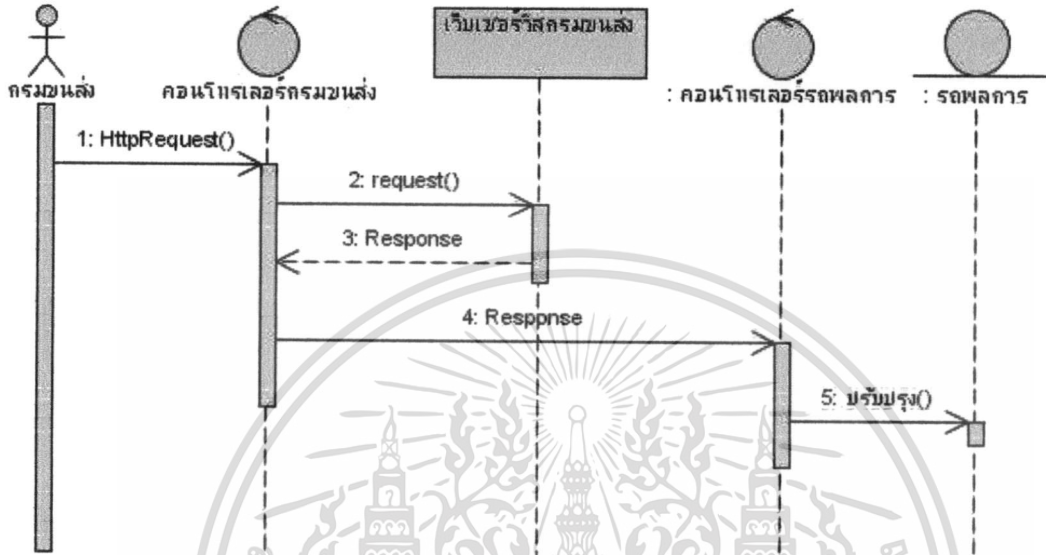 เว็บเซอร์วิสกรมขนส่ง
กรมขนส่ง
คอนโทรเลอร์กรมขนส่ง
: คอนโทรเลอร์รถพลการ
: รถพลการ
1: HttpRequest()
2: request()
3: Response
4: Resppnse
5: ปรับปรุง()